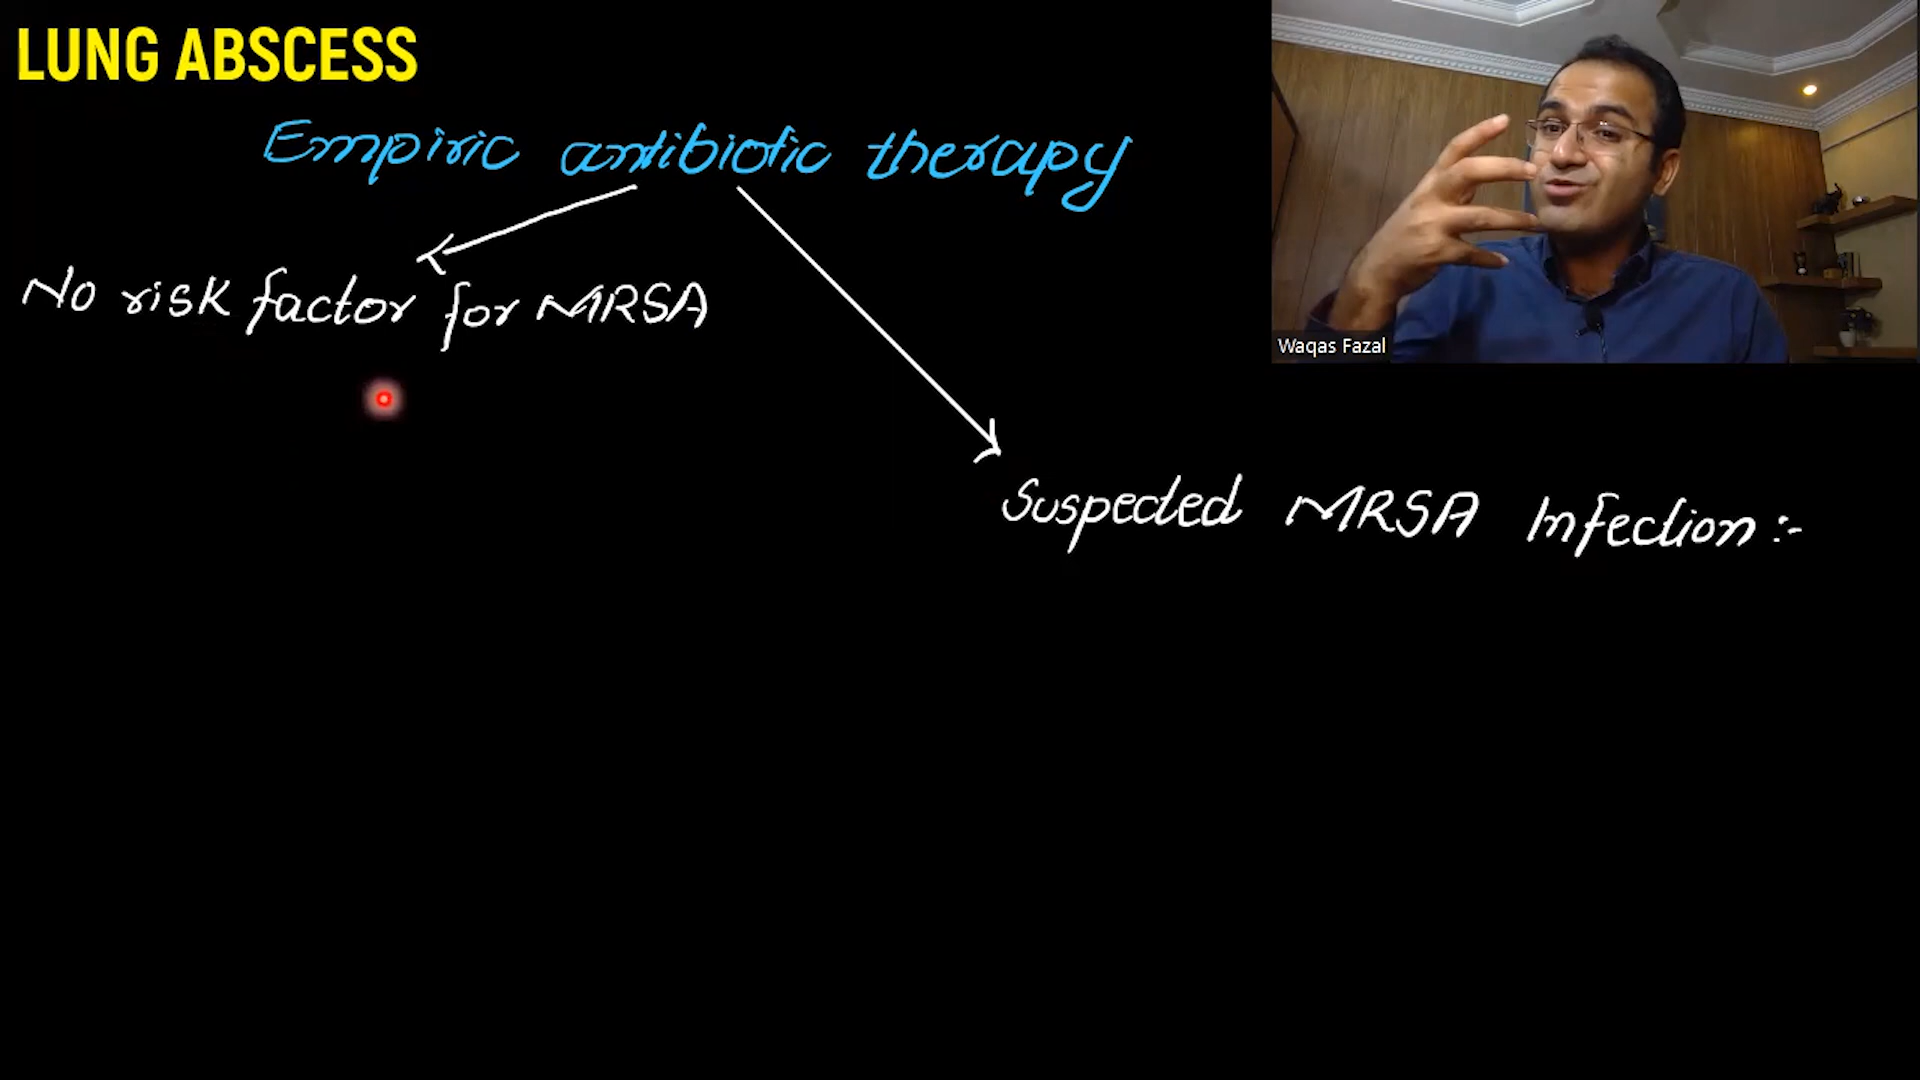 LUNG ABSCESS
Empiric antibiotic therapy
No risk factor for MRSA
Suspected MRSA Infection :-
Waqas Fazal